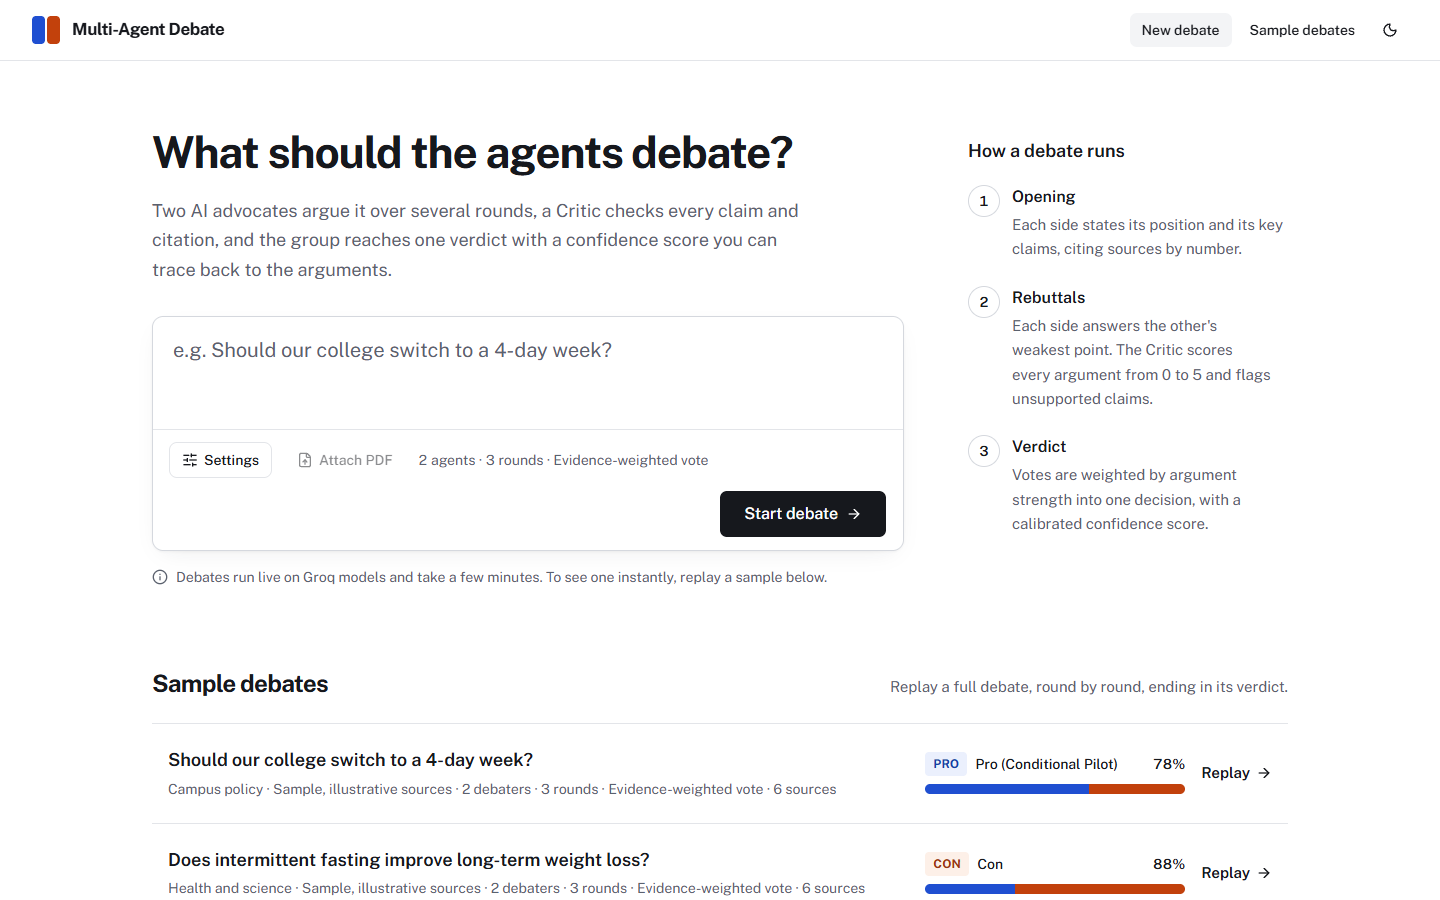 Multi-Agent Debate
New debate
Sample debates
What should the agents debate?
Two AI advocates argue it over several rounds, a Critic checks every claim and
citation, and the group reaches one verdict with a confidence score you can
trace back to the arguments.
e.g. Should our college switch to a 4-day week?
Settings
Attach PDF
2 agents · 3 rounds · Evidence-weighted vote
Start debate
Debates run live on Groq models and take a few minutes. To see one instantly, replay a sample below.
How a debate runs
1
Opening
Each side states its position and its key
claims, citing sources by number.
2
Rebuttals
Each side answers the other's
weakest point. The Critic scores
every argument from 0 to 5 and flags
unsupported claims.
3
Verdict
Votes are weighted by argument
strength into one decision, with a
calibrated confidence score.
Sample debates
Replay a full debate, round by round, ending in its verdict.
Should our college switch to a 4-day week?
Campus policy · Sample, illustrative sources · 2 debaters · 3 rounds · Evidence-weighted vote · 6 sources
PRO Pro (Conditional Pilot) 78%
Replay
Does intermittent fasting improve long-term weight loss?
Health and science · Sample, illustrative sources · 2 debaters · 3 rounds · Evidence-weighted vote · 6 sources
CON Con 88%
Replay